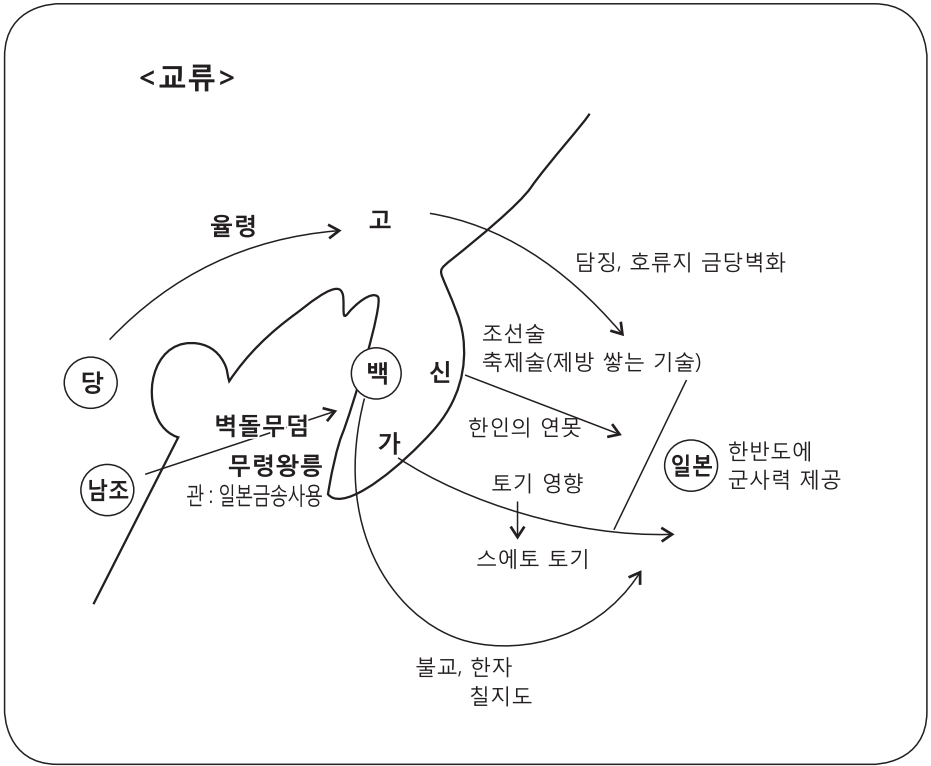 <교류>
율령
고
담징, 호류지 금당벽화
조선술
축제술(제방 쌓는 기술)
당
백
신
벽돌무덤
한인의 연못
가
일본
한반도에
군사력 제공
무령왕릉
남조
관 : 일본금송사용
토기 영향
스에토 토기
불교, 한자
칠지도